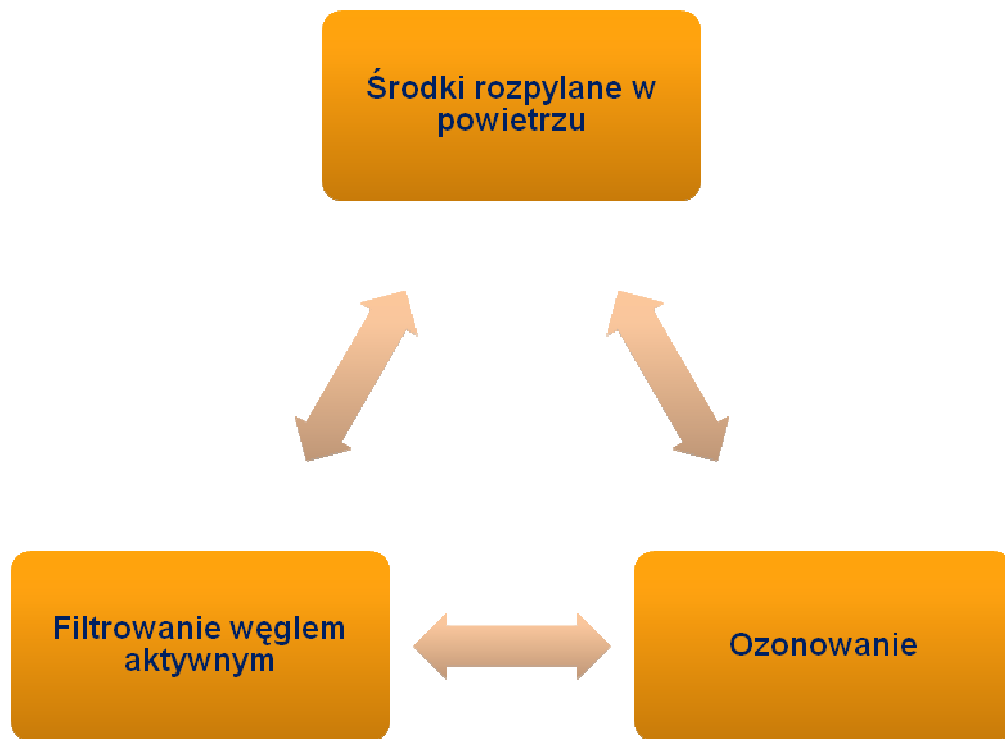 Środki rozpylane w
powietrzu
Filtrowanie węglem
aktywnym
Ozonowanie